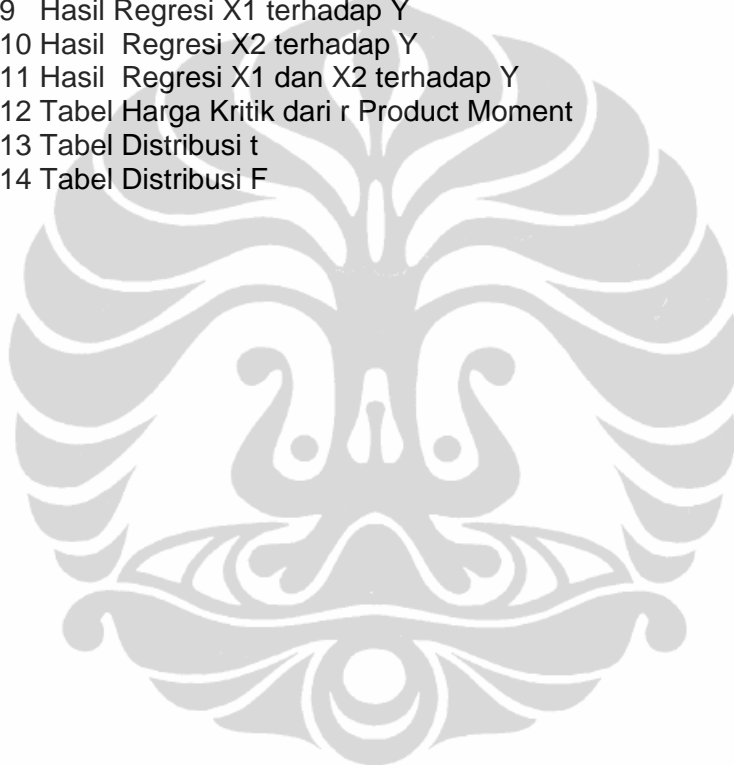 9 Hasil Regresi X1 terhadap Y
10 Hasil Regresi X2 terhadap Y
11 Hasil Regresi X1 dan X2 terhadap Y
12 Tabel Harga Kritik dari r Product Moment
13 Tabel Distribusi t
14 Tabel Distribusi F